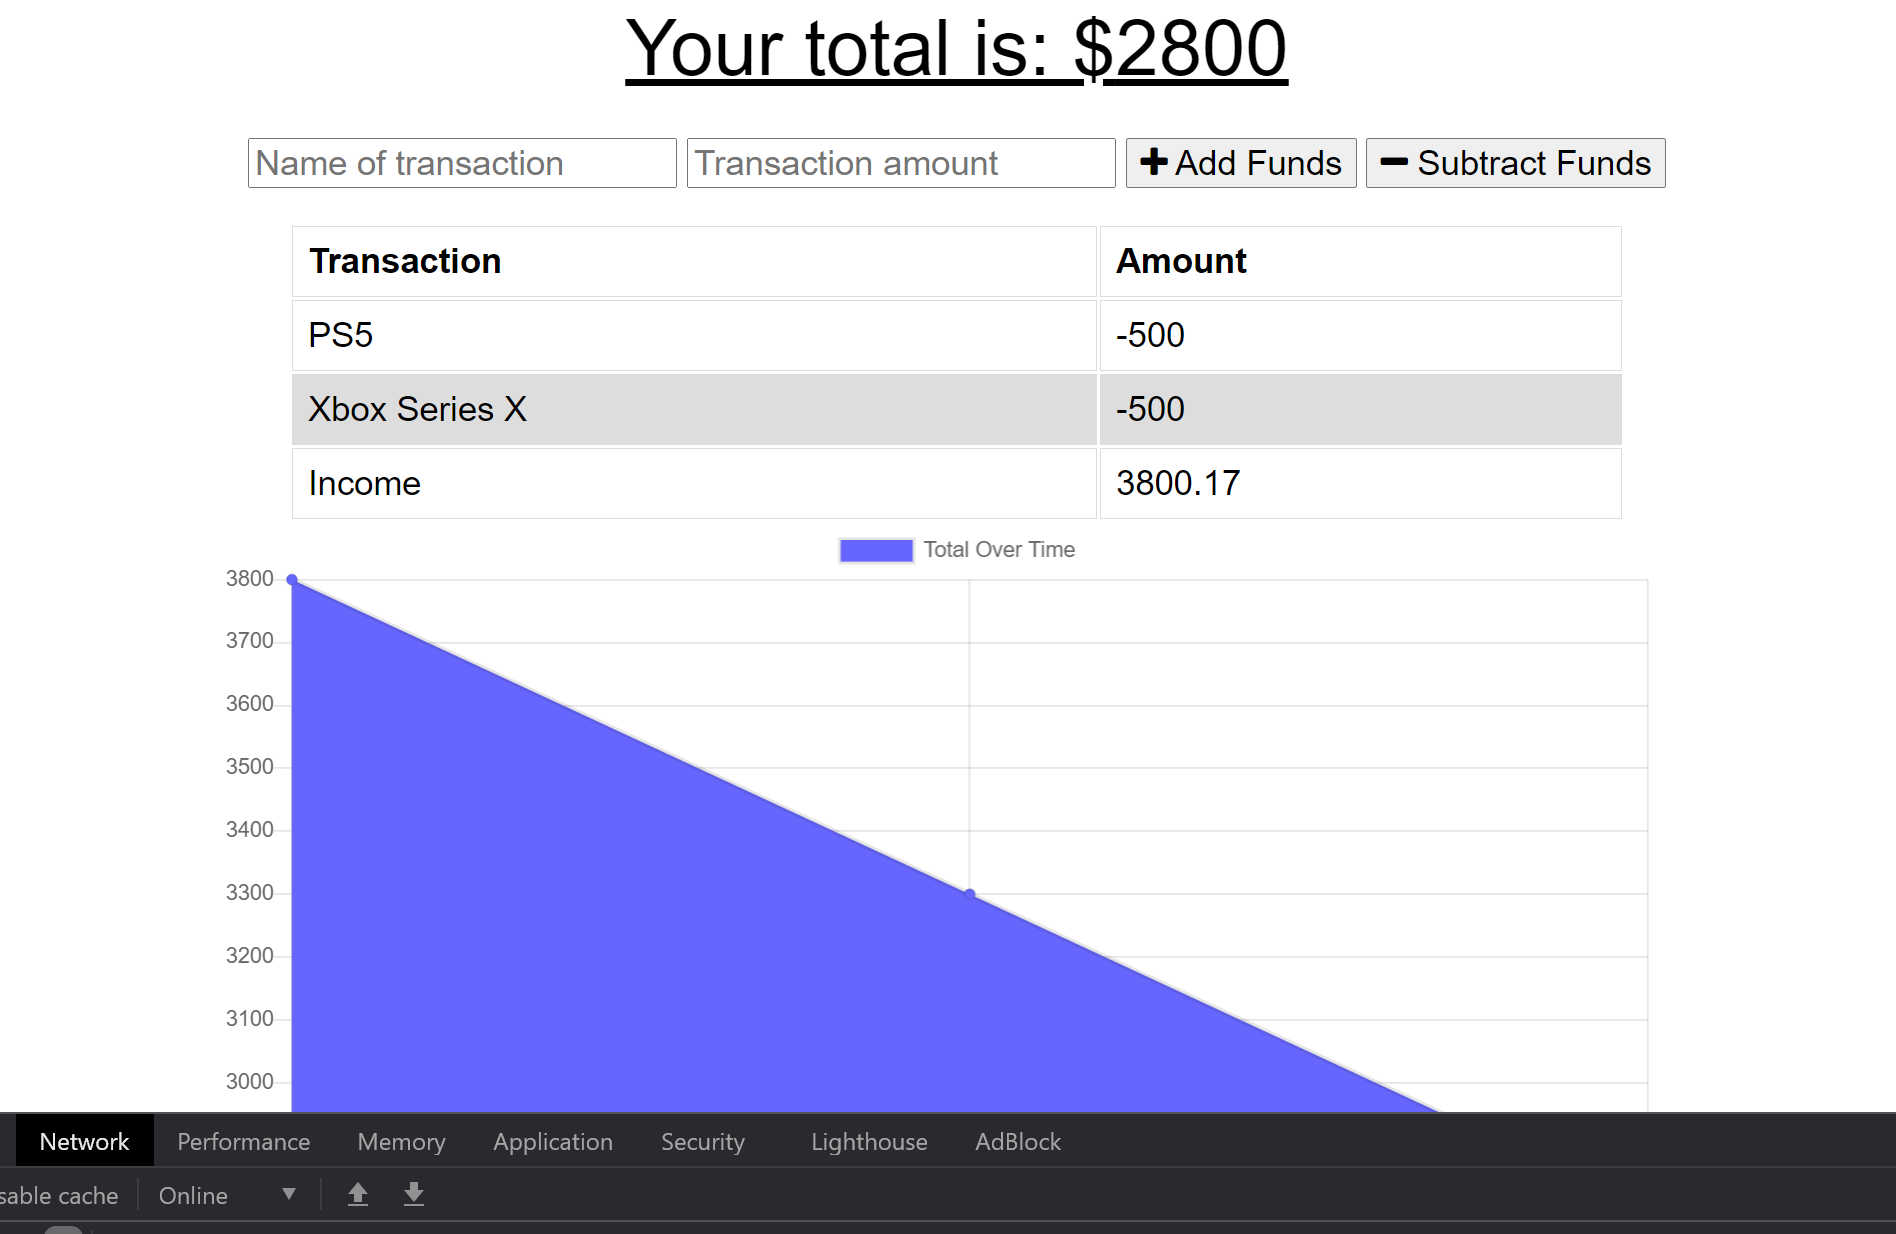 Your total is: $2800
Name of transaction Transaction amount Add Funds Subtract Funds
Transaction Amount
PS5 -500
Xbox Series X -500
Income 3800.17
Total Over Time
3800
3700
3600
3500
3400
3300
3200
3100
3000
Network Performance Memory Application Security Lighthouse AdBlock
sable cache Online